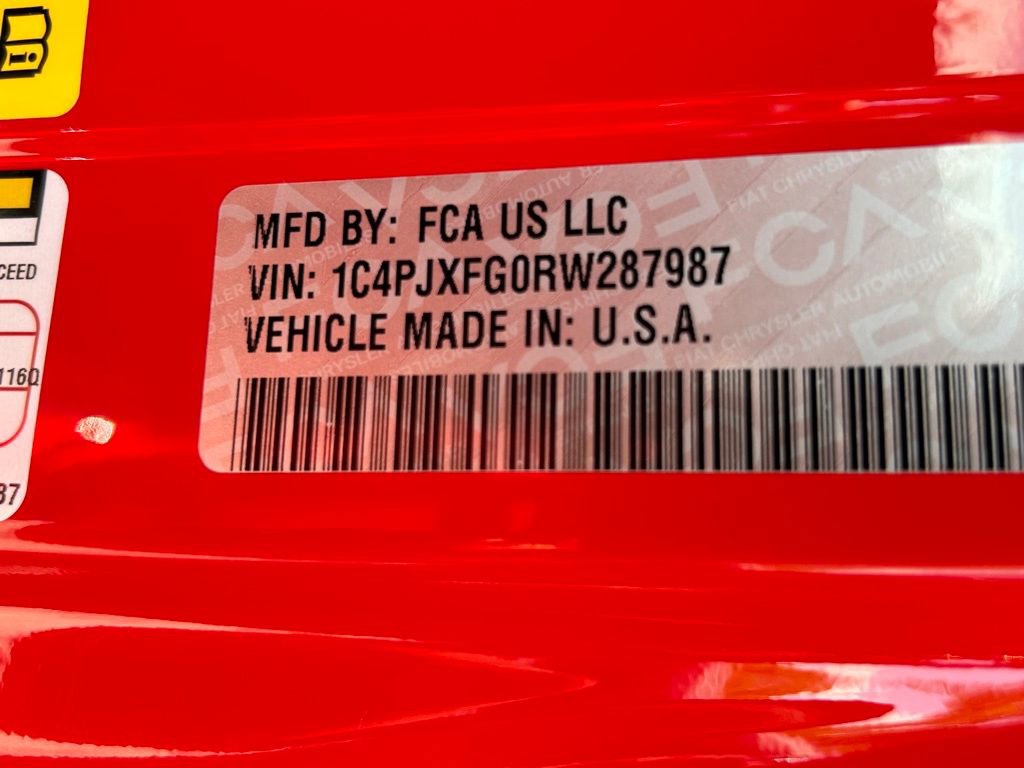 MFD BY: FCA US LLC
VIN: 1C4PJXFG0RW287987
VEHICLE MADE IN: U.S.A.
CEED
116Q
37